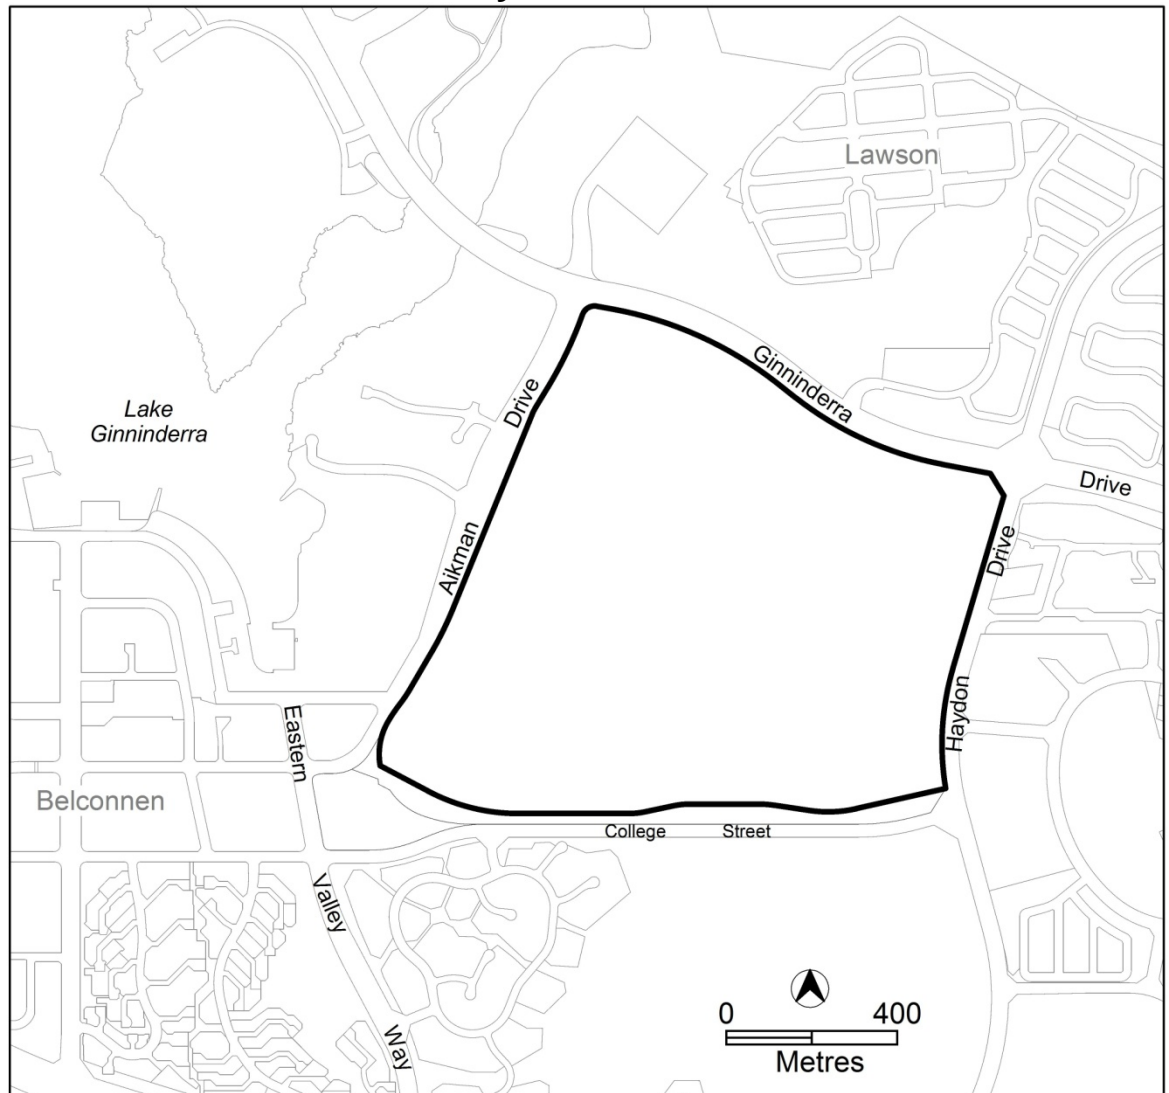 Lawson
Ginninderra
Drive
Lake
Ginninderra
Drive
Aikman
Drive
Haydon
Eastern
Belconnen
College Street
Valley
Way
0 400
Metres